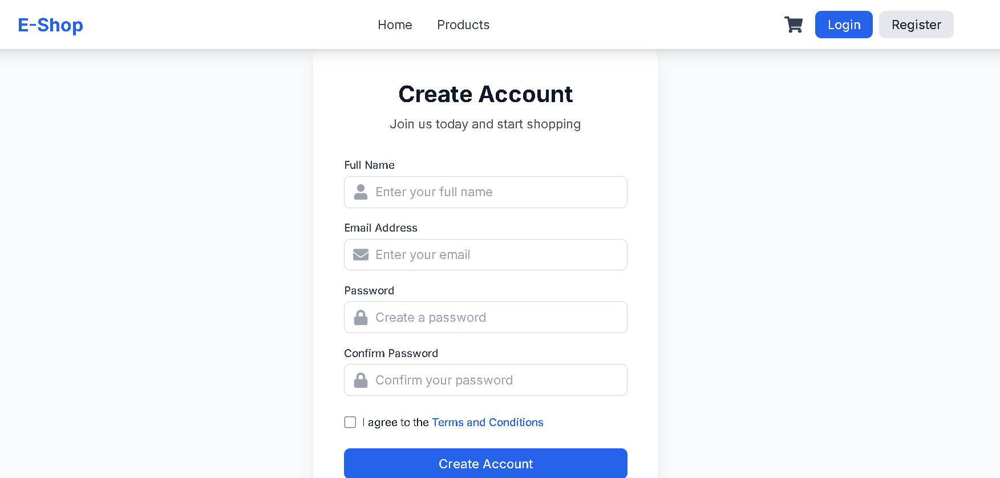 E-Shop
Home
Products
Login
Register
Create Account
Join us today and start shopping
Full Name
Enter your full name
Email Address
Enter your email
Password
Create a password
Confirm Password
Confirm your password
I agree to the Terms and Conditions
Create Account